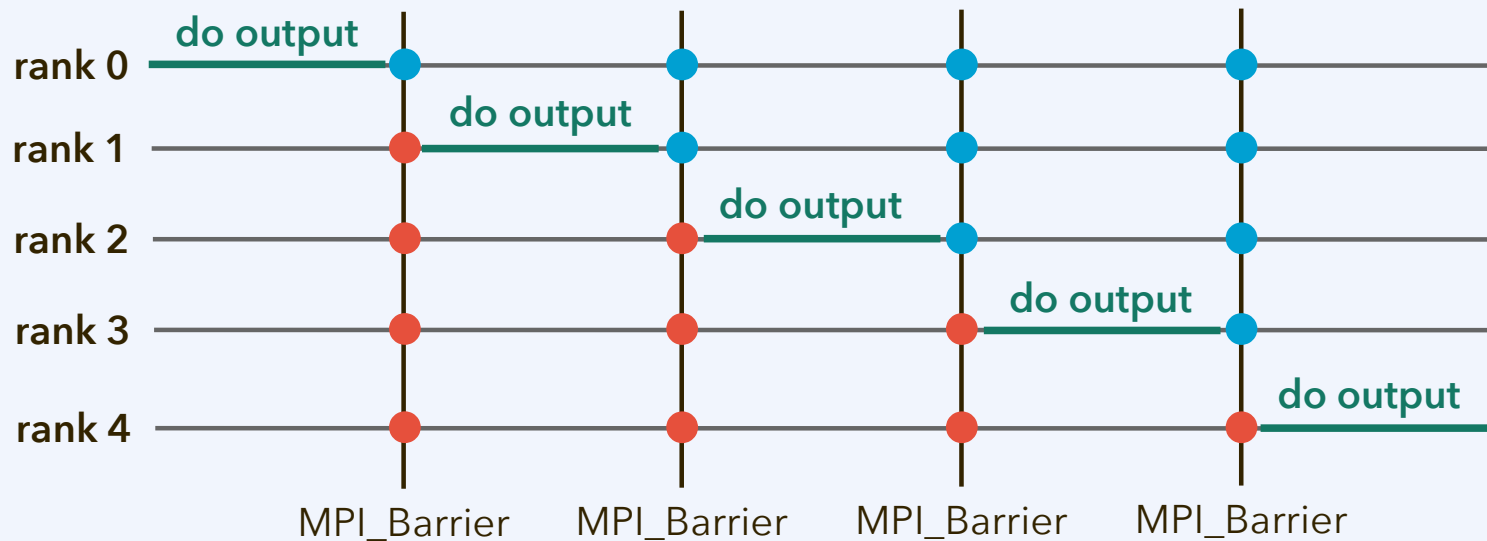 do output
rank 0
do output
rank 1
do output
rank 2
do output
rank 3
do output
rank 4
MPI_Barrier MPI_Barrier MPI_Barrier MPI_Barrier